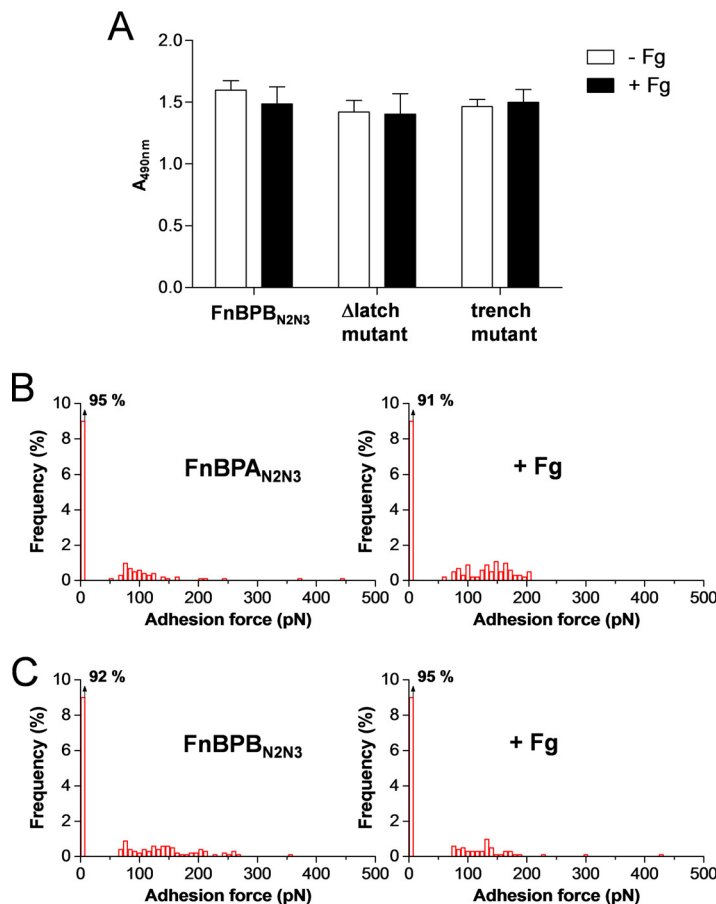 A
2.0
1.5
1.0
0.5
0.0
A490nm
- Fg
+ Fg
FnBPBN2N3
Δlatch mutant
trench mutant
B
10
8
6
4
2
0
Frequency (%)
95 %
FnBPAN2N3
0 100 200 300 400 500
Adhesion force (pN)
10
8
6
4
2
0
Frequency (%)
91 %
+ Fg
0 100 200 300 400 500
Adhesion force (pN)
C
10
8
6
4
2
0
Frequency (%)
92 %
FnBPBN2N3
0 100 200 300 400 500
Adhesion force (pN)
10
8
6
4
2
0
Frequency (%)
95 %
+ Fg
0 100 200 300 400 500
Adhesion force (pN)